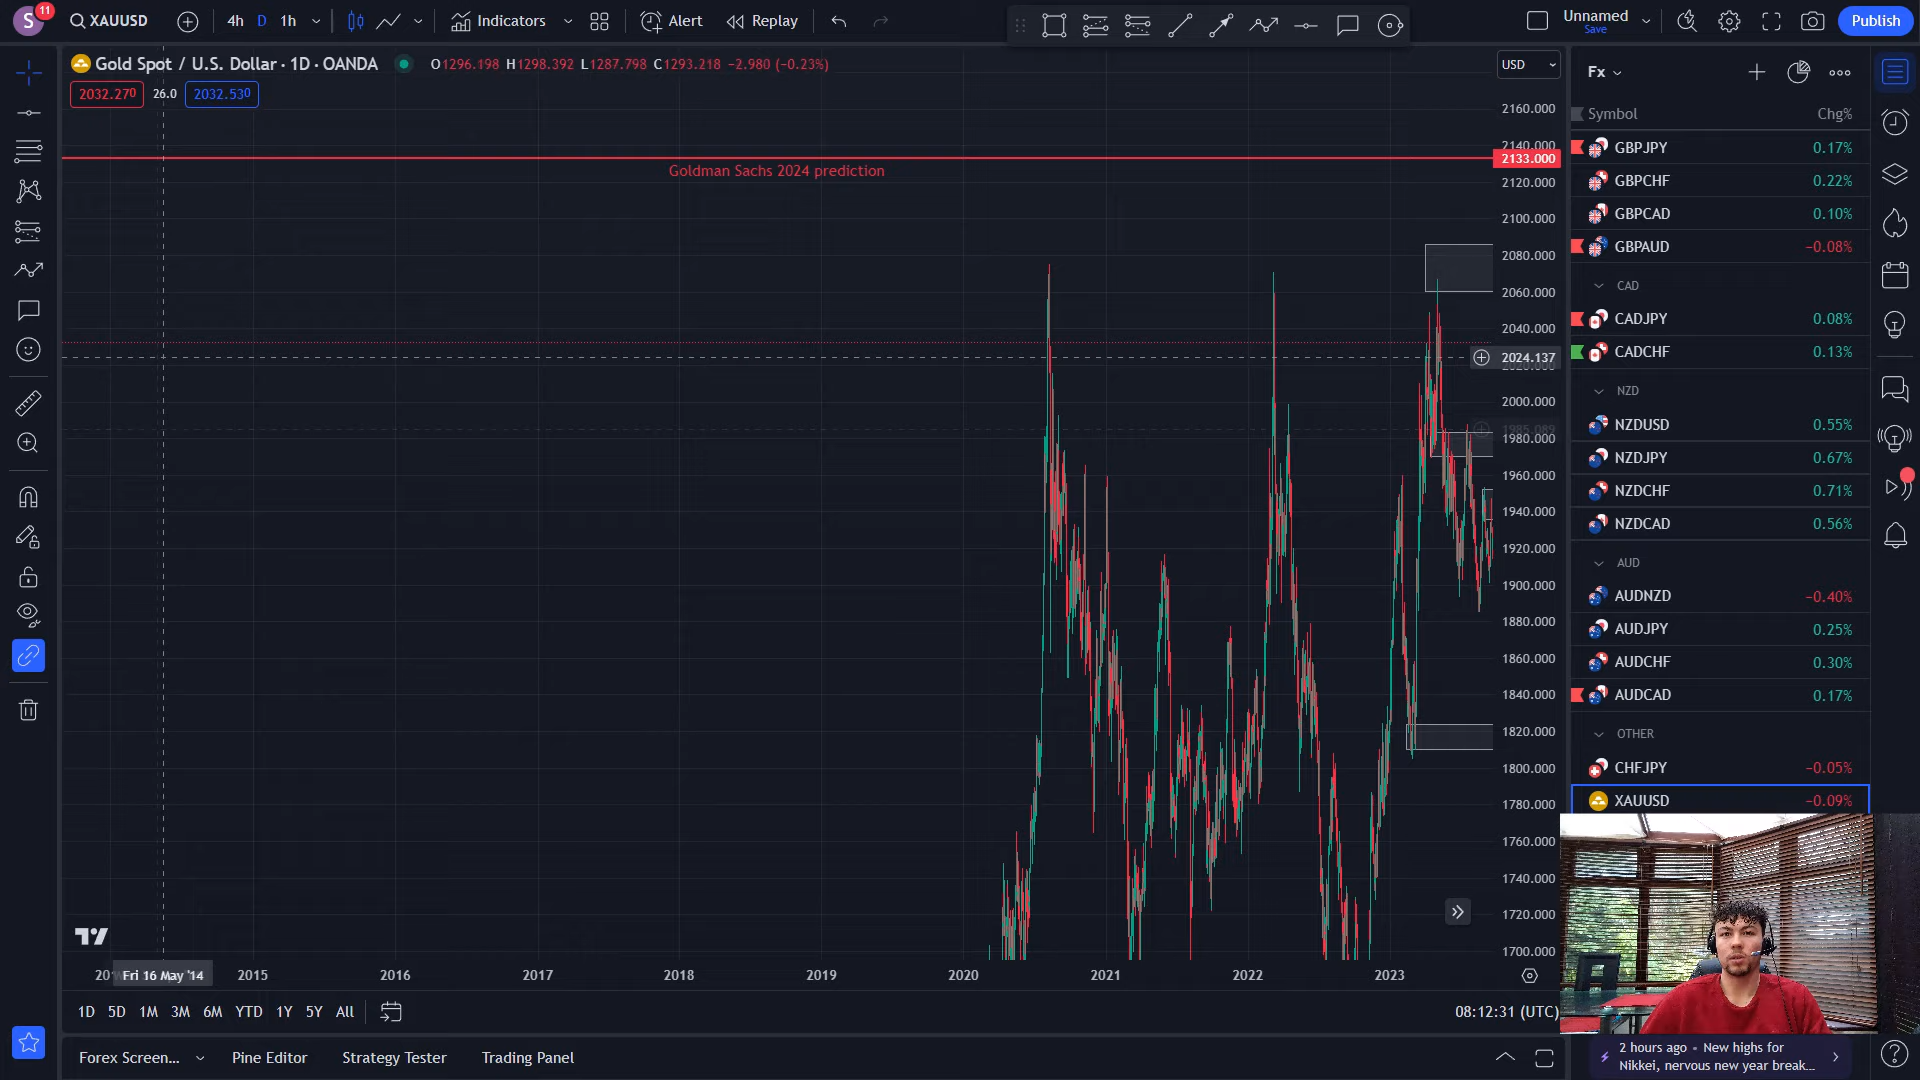 S
11
XAUUSD
4h D 1h
Indicators
Alert
Replay
Unnamed
Save
Publish
Gold Spot / U.S. Dollar · 1D · OANDA
O1296.198 H1298.392 L1287.798 C1293.218 −2.980 (−0.23%)
2032.270
26.0
2032.530
USD
Goldman Sachs 2024 prediction
2160.000
2140.000
2133.000
2120.000
2100.000
2080.000
2060.000
2040.000
2024.137
2020.000
2000.000
1985.089
1980.000
1960.000
1940.000
1920.000
1900.000
1880.000
1860.000
1840.000
1820.000
1800.000
1780.000
1760.000
1740.000
1720.000
1700.000
Fri 16 May '14
2015
2016
2017
2018
2019
2020
2021
2022
2023
1D 5D 1M 3M 6M YTD 1Y 5Y All
08:12:31 (UTC)
Forex Screen...
Pine Editor
Strategy Tester
Trading Panel
Fx
Symbol Chg%
GBPJPY 0.17%
GBPCHF 0.22%
GBPCAD 0.10%
GBPAUD −0.08%
CAD
CADJPY 0.08%
CADCHF 0.13%
NZD
NZDUSD 0.55%
NZDJPY 0.67%
NZDCHF 0.71%
NZDCAD 0.56%
AUD
AUDNZD −0.40%
AUDJPY 0.25%
AUDCHF 0.30%
AUDCAD 0.17%
OTHER
CHFJPY −0.05%
XAUUSD −0.09%
2 hours ago • New highs for
Nikkei, nervous new year break...